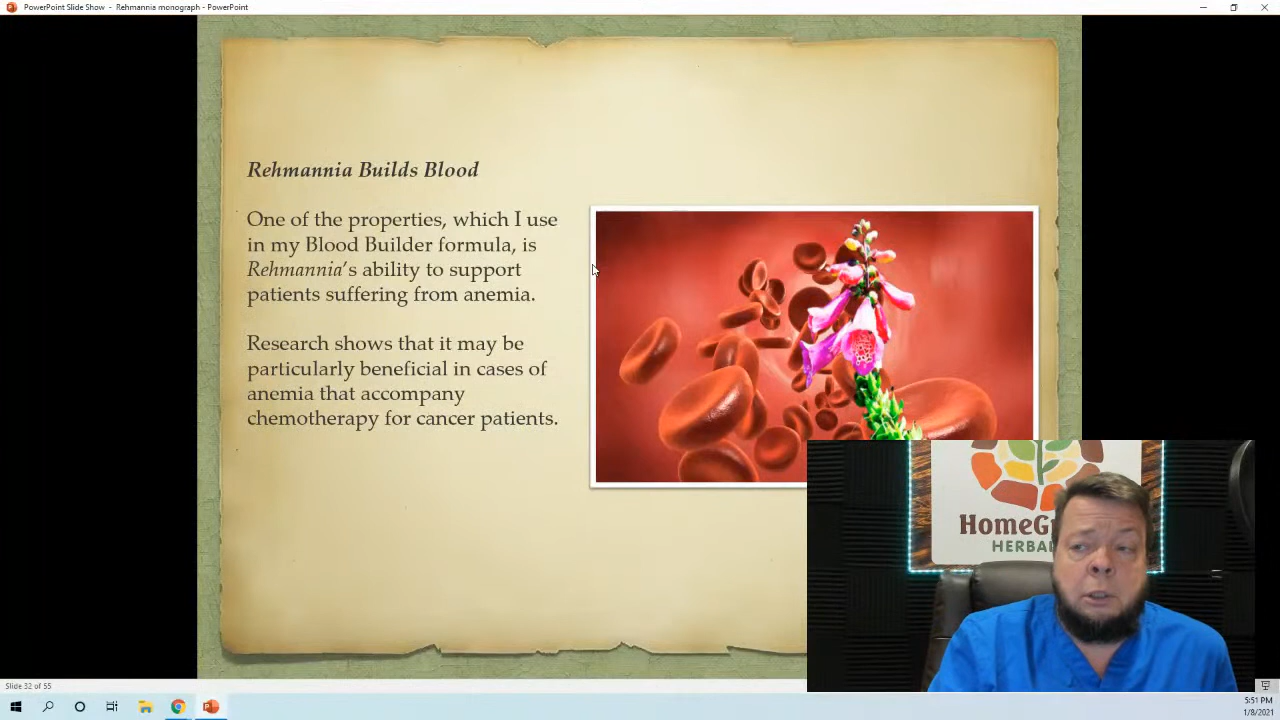 PowerPoint Slide Show - Rehmannia monograph - PowerPoint
Rehmannia Builds Blood
One of the properties, which I use
in my Blood Builder formula, is
Rehmannia's ability to support
patients suffering from anemia.
Research shows that it may be
particularly beneficial in cases of
anemia that accompany
chemotherapy for cancer patients.
HERBAL
Slide 32 of 55
5:51 PM
1/8/2021